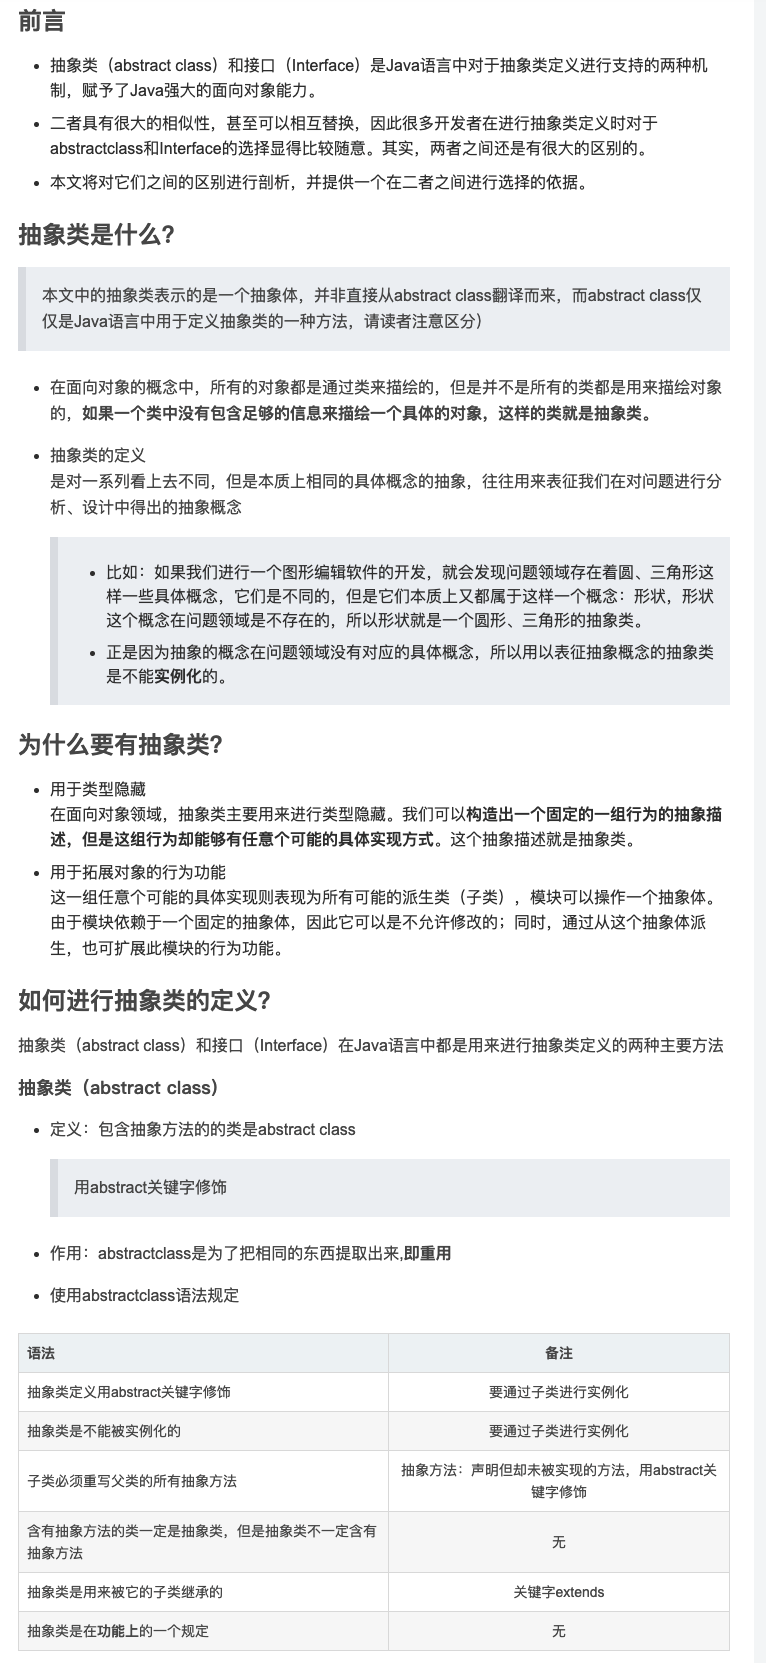 前言
抽象类（abstract class）和接口（Interface）是Java语言中对于抽象类定义进行支持的两种机
制，赋予了Java强大的面向对象能力。
二者具有很大的相似性，甚至可以相互替换，因此很多开发者在进行抽象类定义时对于
abstractclass和Interface的选择显得比较随意。其实，两者之间还是有很大的区别的。
本文将对它们之间的区别进行剖析，并提供一个在二者之间进行选择的依据。
抽象类是什么?
本文中的抽象类表示的是一个抽象体，并非直接从abstract class翻译而来，而abstract class仅
仅是Java语言中用于定义抽象类的一种方法，请读者注意区分）
在面向对象的概念中，所有的对象都是通过类来描绘的，但是并不是所有的类都是用来描绘对象
的，如果一个类中没有包含足够的信息来描绘一个具体的对象，这样的类就是抽象类。
抽象类的定义
是对一系列看上去不同，但是本质上相同的具体概念的抽象，往往用来表征我们在对问题进行分
析、设计中得出的抽象概念
比如：如果我们进行一个图形编辑软件的开发，就会发现问题领域存在着圆、三角形这
样一些具体概念，它们是不同的，但是它们本质上又都属于这样一个概念：形状，形状
这个概念在问题领域是不存在的，所以形状就是一个圆形、三角形的抽象类。
正是因为抽象的概念在问题领域没有对应的具体概念，所以用以表征抽象概念的抽象类
是不能实例化的。
为什么要有抽象类?
用于类型隐藏
在面向对象领域，抽象类主要用来进行类型隐藏。我们可以构造出一个固定的一组行为的抽象描
述，但是这组行为却能够有任意个可能的具体实现方式。这个抽象描述就是抽象类。
用于拓展对象的行为功能
这一组任意个可能的具体实现则表现为所有可能的派生类（子类），模块可以操作一个抽象体。
由于模块依赖于一个固定的抽象体，因此它可以是不允许修改的；同时，通过从这个抽象体派
生，也可扩展此模块的行为功能。
如何进行抽象类的定义?
抽象类（abstract class）和接口（Interface）在Java语言中都是用来进行抽象类定义的两种主要方法
抽象类（abstract class）
定义：包含抽象方法的的类是abstract class
用abstract关键字修饰
作用：abstractclass是为了把相同的东西提取出来,即重用
使用abstractclass语法规定
语法 备注
抽象类定义用abstract关键字修饰 要通过子类进行实例化
抽象类是不能被实例化的 要通过子类进行实例化
子类必须重写父类的所有抽象方法 抽象方法：声明但却未被实现的方法，用abstract关
键字修饰
含有抽象方法的类一定是抽象类，但是抽象类不一定含有
抽象方法 无
抽象类是用来被它的子类继承的 关键字extends
抽象类是在功能上的一个规定 无